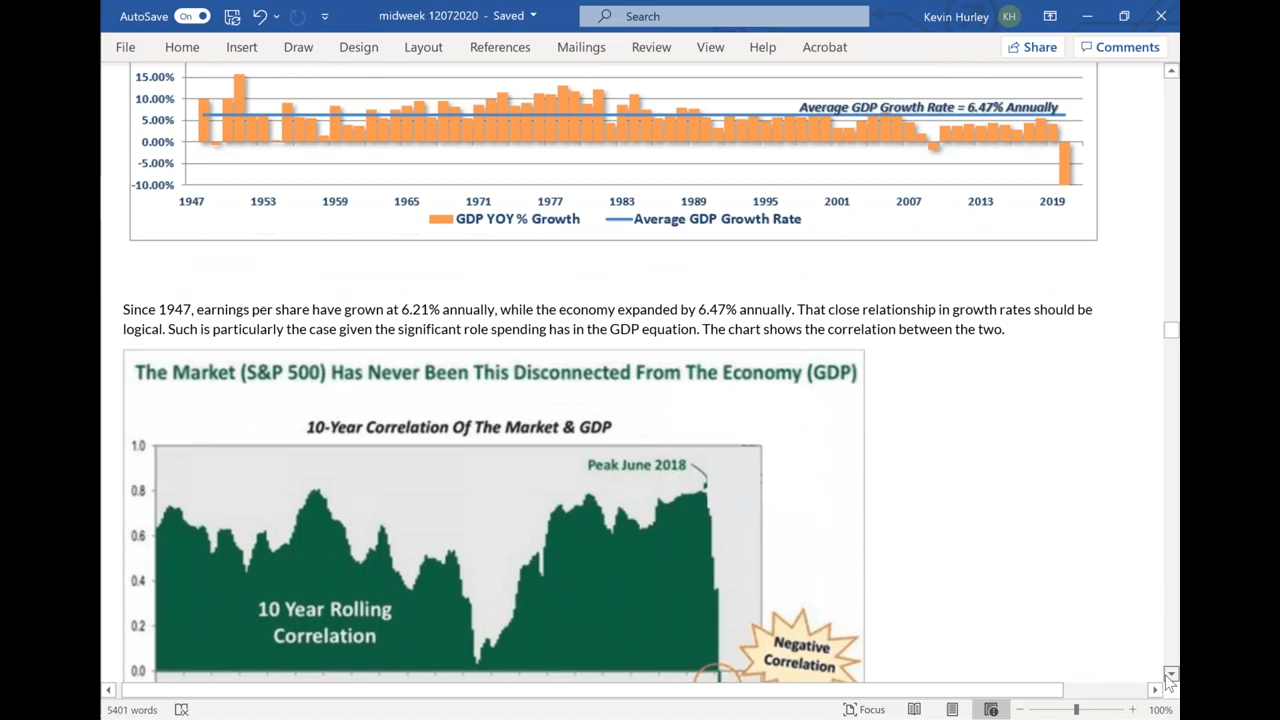 AutoSave On midweek 12072020 - Saved Search Kevin Hurley KH
File Home Insert Draw Design Layout References Mailings Review View Help Acrobat Share Comments
15.00%
10.00%
5.00%
0.00%
-5.00%
-10.00%
Average GDP Growth Rate = 6.47% Annually
1947 1953 1959 1965 1971 1977 1983 1989 1995 2001 2007 2013 2019
GDP YOY % Growth Average GDP Growth Rate
Since 1947, earnings per share have grown at 6.21% annually, while the economy expanded by 6.47% annually. That close relationship in growth rates should be
logical. Such is particularly the case given the significant role spending has in the GDP equation. The chart shows the correlation between the two.
The Market (S&P 500) Has Never Been This Disconnected From The Economy (GDP)
10-Year Correlation Of The Market & GDP
1.0
Peak June 2018
0.8
0.6
0.4
0.2
0.0
10 Year Rolling
Correlation
Negative
Correlation
5401 words Focus 100%